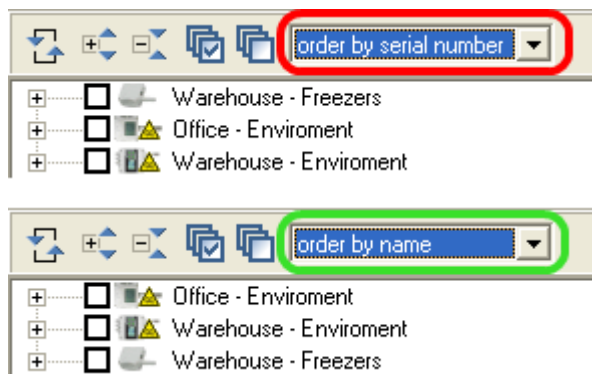 order by serial number
Warehouse - Freezers
Office - Enviroment
Warehouse - Enviroment
order by name
Office - Enviroment
Warehouse - Enviroment
Warehouse - Freezers